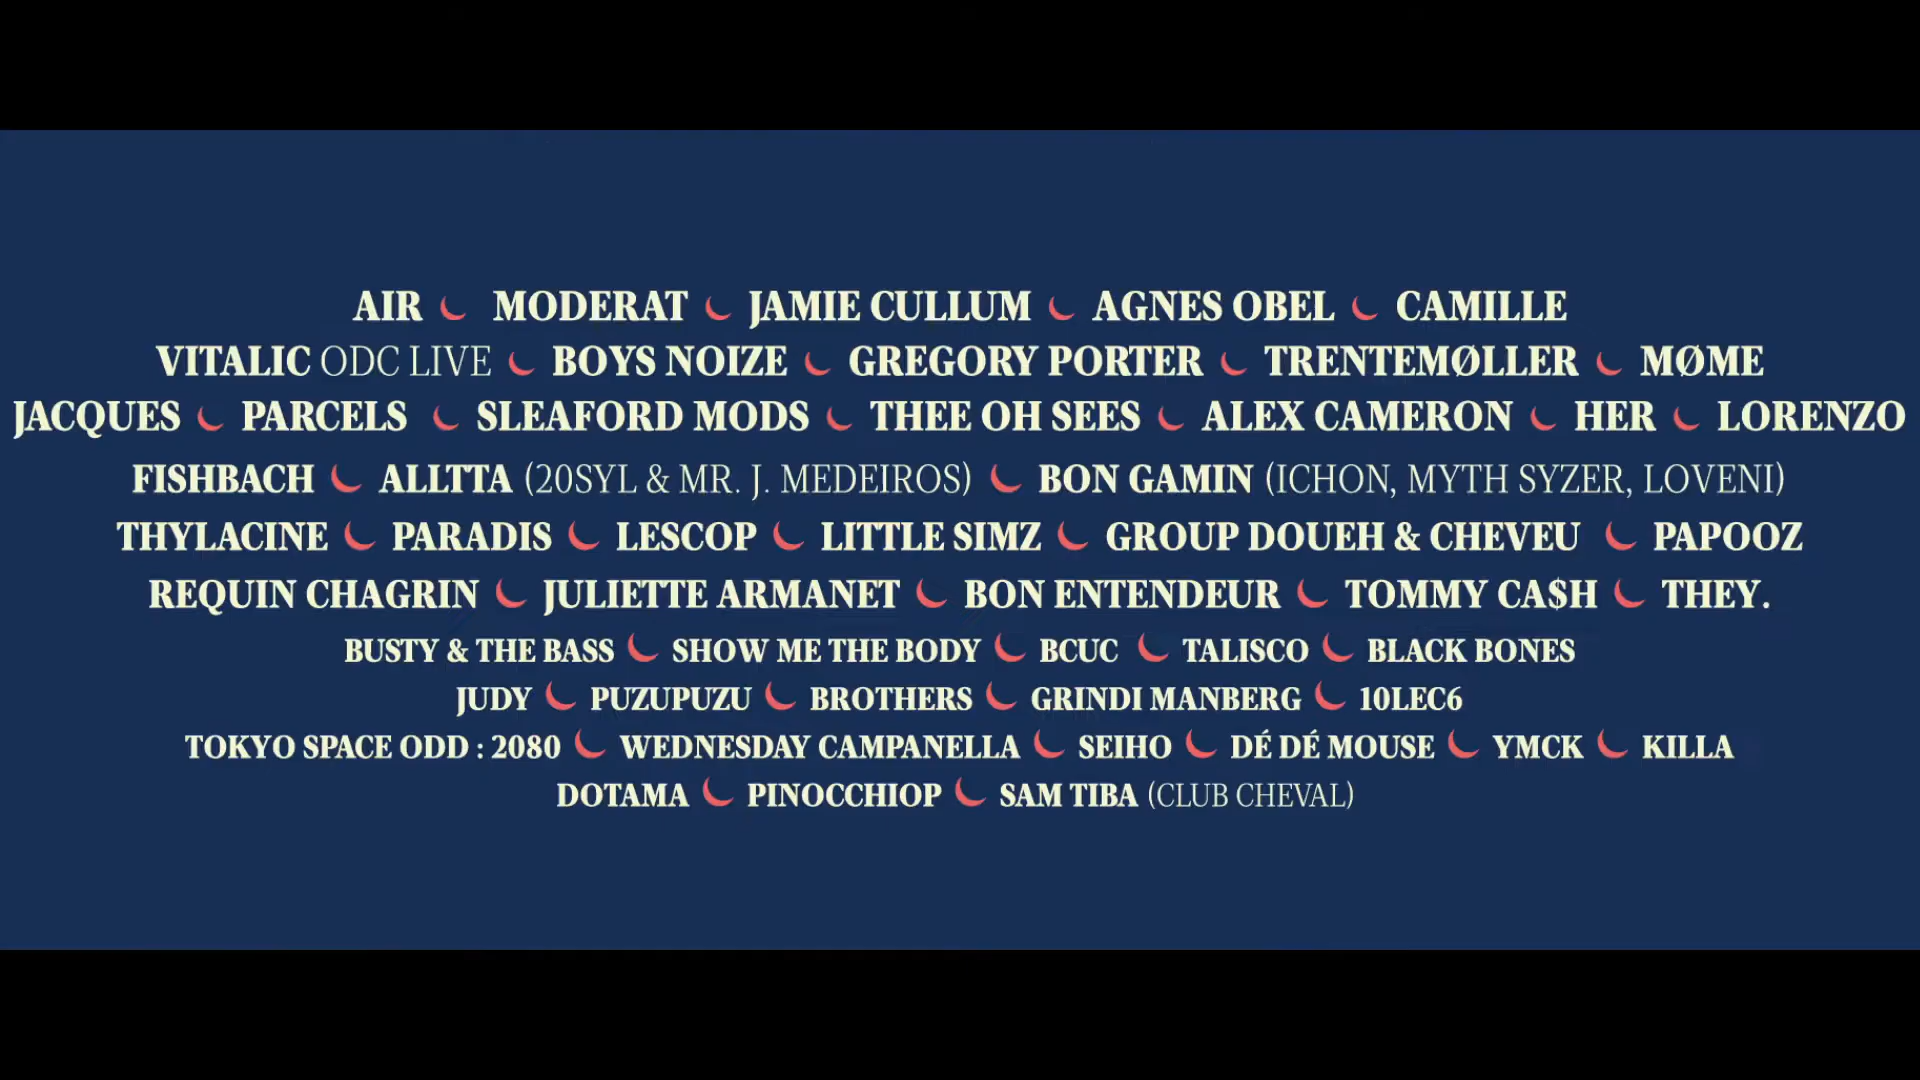 AIR MODERAT JAMIE CULLUM AGNES OBEL CAMILLE
VITALIC ODC LIVE BOYS NOIZE GREGORY PORTER TRENTEMØLLER MØME
JACQUES PARCELS SLEAFORD MODS THEE OH SEES ALEX CAMERON HER LORENZO
FISHBACH ALLTTA (20SYL & MR. J. MEDEIROS) BON GAMIN (ICHON, MYTH SYZER, LOVENI)
THYLACINE PARADIS LESCOP LITTLE SIMZ GROUP DOUEH & CHEVEU PAPOOZ
REQUIN CHAGRIN JULIETTE ARMANET BON ENTENDEUR TOMMY CA$H THEY.
BUSTY & THE BASS SHOW ME THE BODY BCUC TALISCO BLACK BONES
JUDY PUZUPUZU BROTHERS GRINDI MANBERG 10LEC6
TOKYO SPACE ODD : 2080 WEDNESDAY CAMPANELLA SEIHO DÉ DÉ MOUSE YMCK KILLA
DOTAMA PINOCCHIOP SAM TIBA (CLUB CHEVAL)